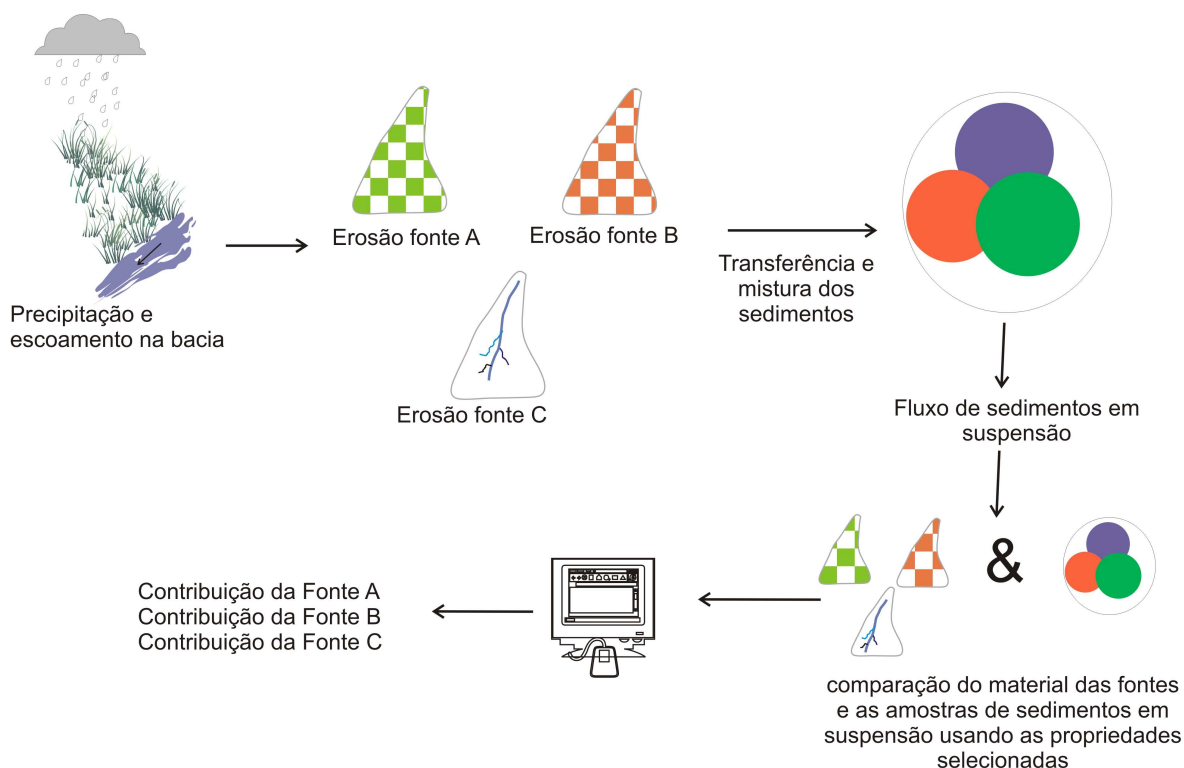 Precipitação e
escoamento na bacia
Erosão fonte A
Erosão fonte B
Erosão fonte C
Transferência e
mistura dos
sedimentos
Fluxo de sedimentos em
suspensão
&
comparação do material das fontes
e as amostras de sedimentos em
suspensão usando as propriedades
selecionadas
Contribuição da Fonte A
Contribuição da Fonte B
Contribuição da Fonte C